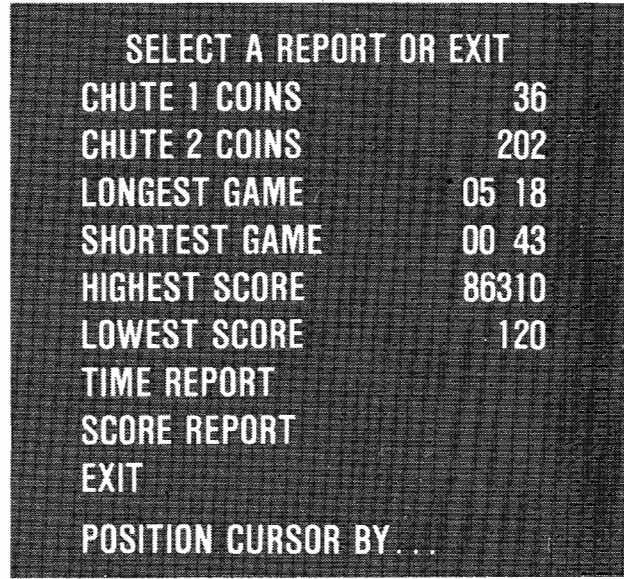 SELECT A REPORT OR EXIT
CHUTE 1 COINS 36
CHUTE 2 COINS 202
LONGEST GAME 05 18
SHORTEST GAME 00 43
HIGHEST SCORE 86310
LOWEST SCORE 120
TIME REPORT
SCORE REPORT
EXIT
POSITION CURSOR BY...